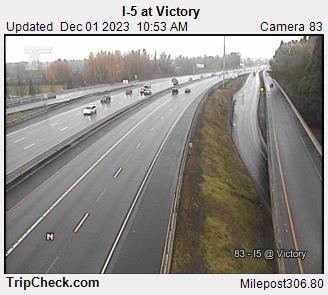 I-5 at Victory
Updated Dec 01 2023 10:53 AM Camera 83
N
83 - I5 @ Victory
TripCheck.com Milepost306.80